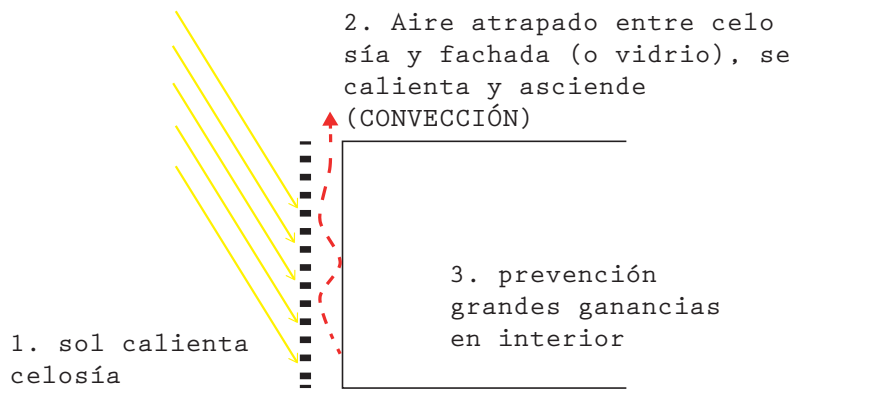 2. Aire atrapado entre celo
sía y fachada (o vidrio), se
calienta y asciende
(CONVECCIÓN)
3. prevención
grandes ganancias
en interior
1. sol calienta
celosía